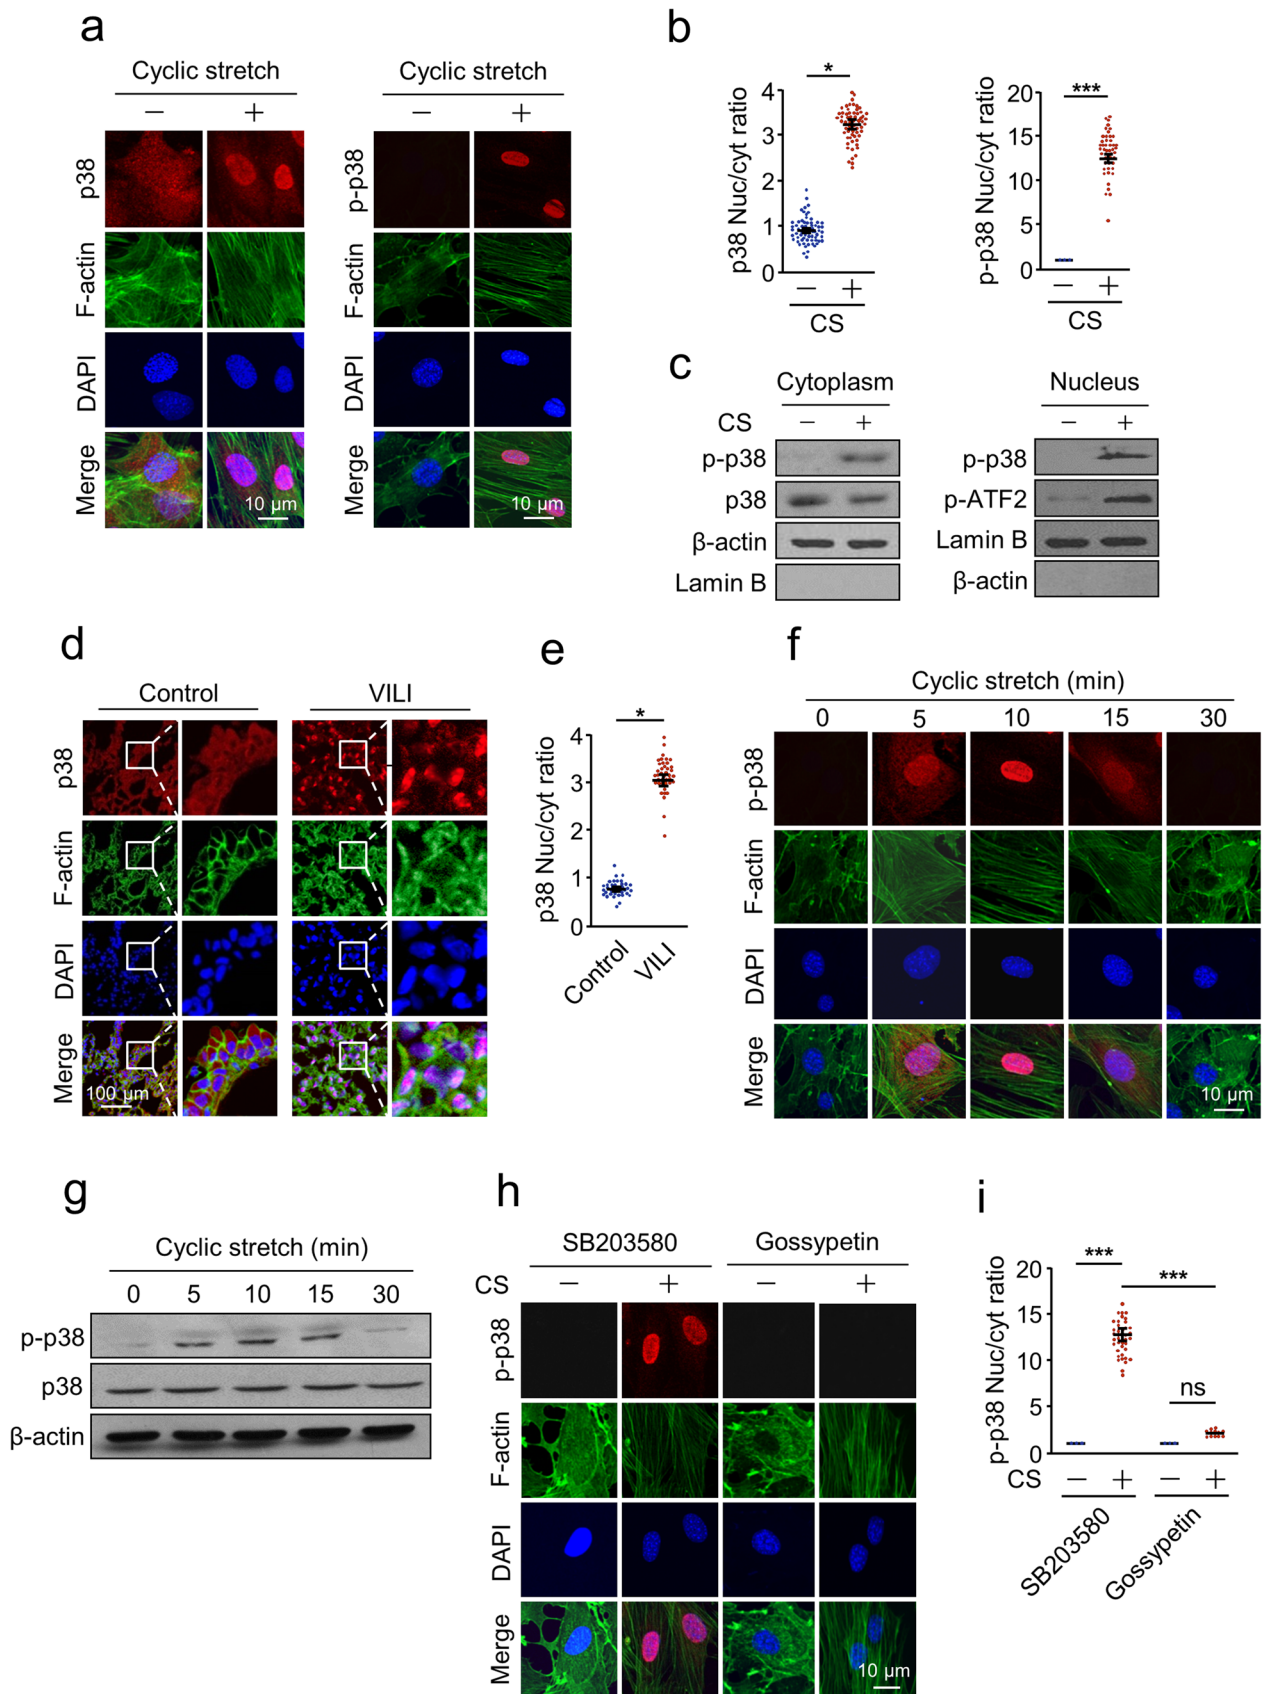 a
Cyclic stretch
− +
p38
F-actin
DAPI
Merge
10 µm
Cyclic stretch
− +
p-p38
F-actin
DAPI
Merge
10 µm
b
*
p38 Nuc/cyt ratio
4
3
2
1
0
− +
CS
***
p-p38 Nuc/cyt ratio
20
15
10
5
0
− +
CS
c
Cytoplasm
CS − +
p-p38
p38
β-actin
Lamin B
Nucleus
− +
p-p38
p-ATF2
Lamin B
β-actin
d
Control VILI
p38
F-actin
DAPI
Merge
100 µm
e
*
p38 Nuc/cyt ratio
4
3
2
1
0
Control
VILI
f
Cyclic stretch (min)
0 5 10 15 30
p-p38
F-actin
DAPI
Merge
10 µm
g
Cyclic stretch (min)
0 5 10 15 30
p-p38
p38
β-actin
h
SB203580 Gossypetin
CS − + − +
p-p38
F-actin
DAPI
Merge
10 µm
i
***
***
ns
p-p38 Nuc/cyt ratio
20
15
10
5
0
CS − + − +
SB203580
Gossypetin